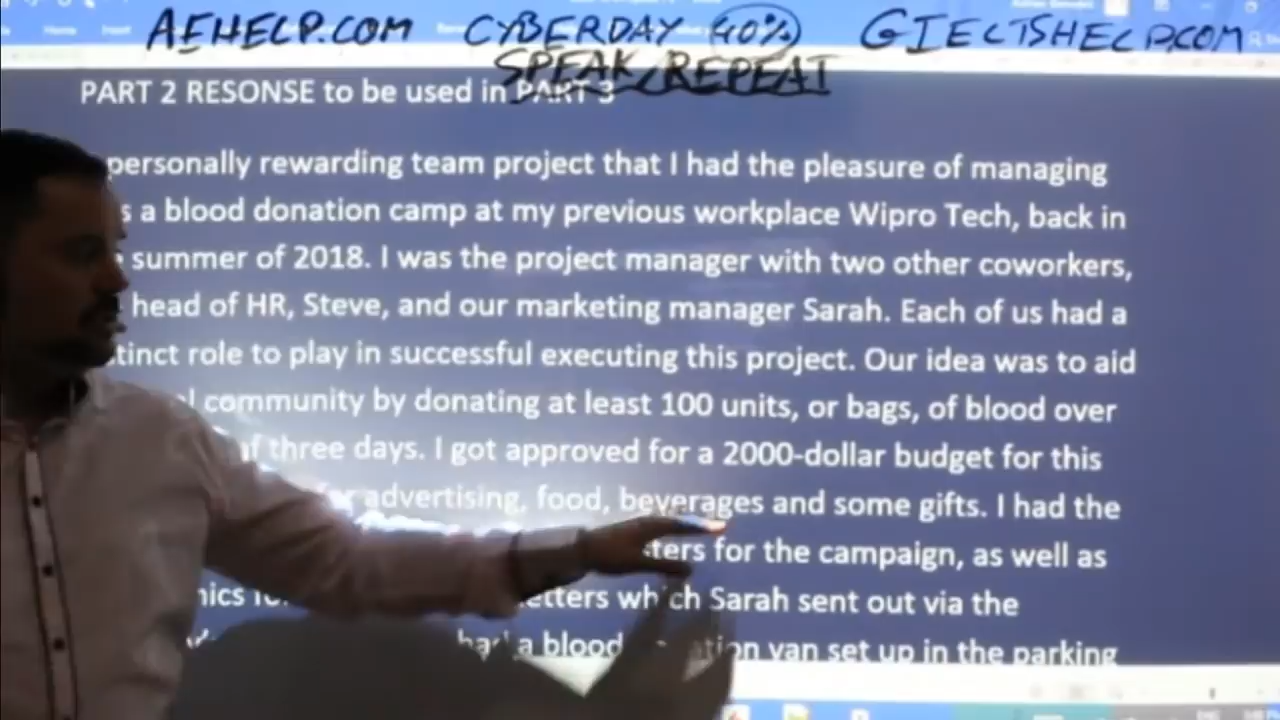 AEHELP.COM CYBERDAY 40% GIELTSHELP.COM
SPEAK, REPEAT
PART 2 RESONSE to be used in PART 3
personally rewarding team project that I had the pleasure of managing
a blood donation camp at my previous workplace Wipro Tech, back in
summer of 2018. I was the project manager with two other coworkers,
head of HR, Steve, and our marketing manager Sarah. Each of us had a
role to play in successful executing this project. Our idea was to aid
community by donating at least 100 units, or bags, of blood over
of three days. I got approved for a 2000-dollar budget for this
advertising, food, beverages and some gifts. I had the
for the campaign, as well as
which Sarah sent out via the
had a blood van set up in the parking